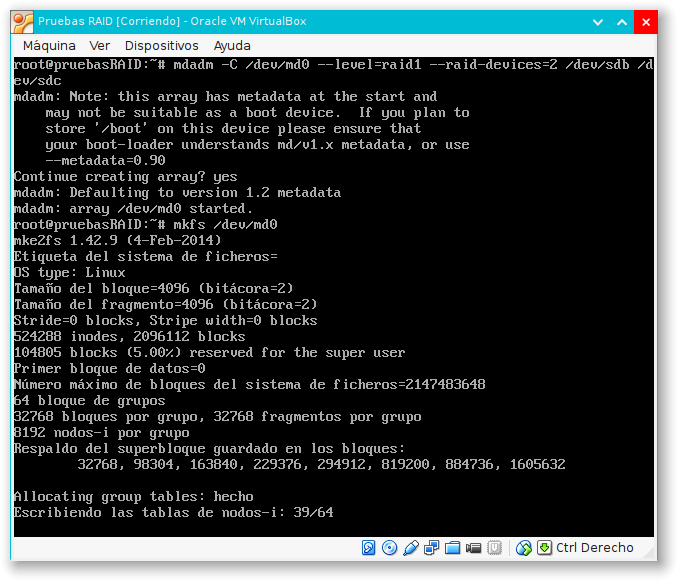 Pruebas RAID [Corriendo] - Oracle VM VirtualBox
Máquina Ver Dispositivos Ayuda
root@pruebasRAID:~# mdadm -C /dev/md0 --level=raid1 --raid-devices=2 /dev/sdb /d
ev/sdc
mdadm: Note: this array has metadata at the start and
    may not be suitable as a boot device.  If you plan to
    store '/boot' on this device please ensure that
    your boot-loader understands md/v1.x metadata, or use
    --metadata=0.90
Continue creating array? yes
mdadm: Defaulting to version 1.2 metadata
mdadm: array /dev/md0 started.
root@pruebasRAID:~# mkfs /dev/md0
mke2fs 1.42.9 (4-Feb-2014)
Etiqueta del sistema de ficheros=
OS type: Linux
Tamaño del bloque=4096 (bitácora=2)
Tamaño del fragmento=4096 (bitácora=2)
Stride=0 blocks, Stripe width=0 blocks
524288 inodes, 2096112 blocks
104805 blocks (5.00%) reserved for the super user
Primer bloque de datos=0
Número máximo de bloques del sistema de ficheros=2147483648
64 bloque de grupos
32768 bloques por grupo, 32768 fragmentos por grupo
8192 nodos-i por grupo
Respaldo del superbloque guardado en los bloques:
        32768, 98304, 163840, 229376, 294912, 819200, 884736, 1605632

Allocating group tables: hecho
Escribiendo las tablas de nodos-i: 39/64
Ctrl Derecho